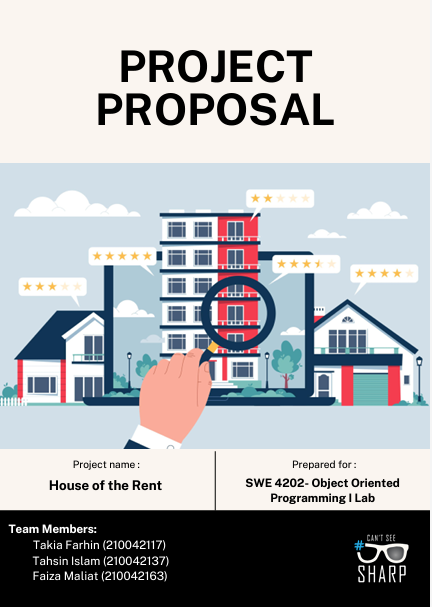 PROJECT
PROPOSAL
Project name :
House of the Rent
Prepared for :
SWE 4202- Object Oriented
Programming I Lab
Team Members:
Takia Farhin (210042117)
Tahsin Islam (210042137)
Faiza Maliat (210042163)
CAN'T SEE
#
SHARP